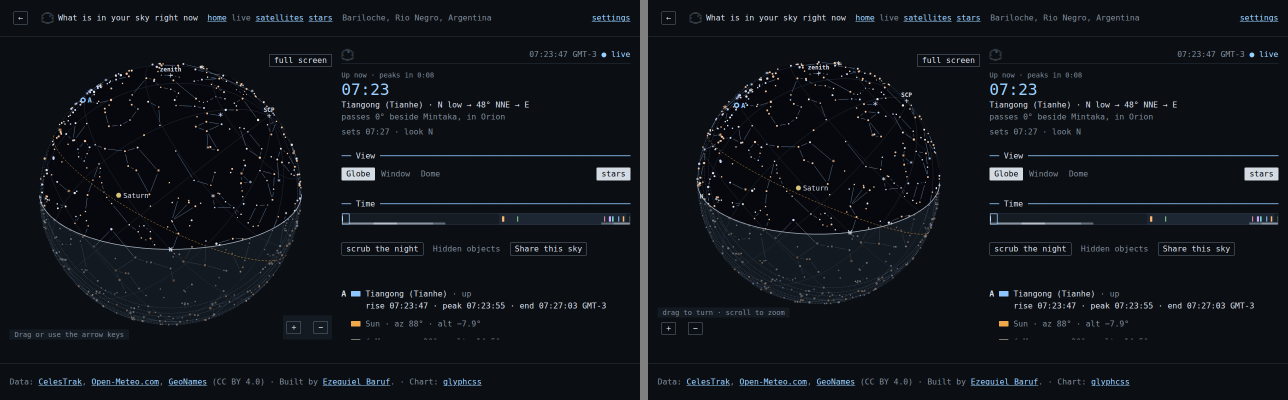 ← What is in your sky right now home live satellites stars Bariloche, Rio Negro, Argentina settings
full screen
07:23:47 GMT-3 ● live
Up now · peaks in 0:08
07:23
Tiangong (Tianhe) · N low → 48° NNE → E
passes 0° beside Mintaka, in Orion
sets 07:27 · look N
View
Globe Window Dome stars
Time
scrub the night Hidden objects Share this sky
A Tiangong (Tianhe) · up
rise 07:23:47 · peak 07:23:55 · end 07:27:03 GMT-3
Sun · az 88° · alt −7.9°
zenith
A
SCP
Saturn
W
Drag or use the arrow keys
+ −
Data: CelesTrak, Open-Meteo.com, GeoNames (CC BY 4.0) · Built by Ezequiel Baruf. · Chart: glyphcss
← What is in your sky right now home live satellites stars Bariloche, Rio Negro, Argentina settings
full screen
07:23:47 GMT-3 ● live
Up now · peaks in 0:08
07:23
Tiangong (Tianhe) · N low → 48° NNE → E
passes 0° beside Mintaka, in Orion
sets 07:27 · look N
View
Globe Window Dome stars
Time
scrub the night Hidden objects Share this sky
A Tiangong (Tianhe) · up
rise 07:23:47 · peak 07:23:55 · end 07:27:03 GMT-3
Sun · az 88° · alt −7.9°
zenith
A
SCP
Saturn
W
drag to turn · scroll to zoom
+ −
Data: CelesTrak, Open-Meteo.com, GeoNames (CC BY 4.0) · Built by Ezequiel Baruf. · Chart: glyphcss